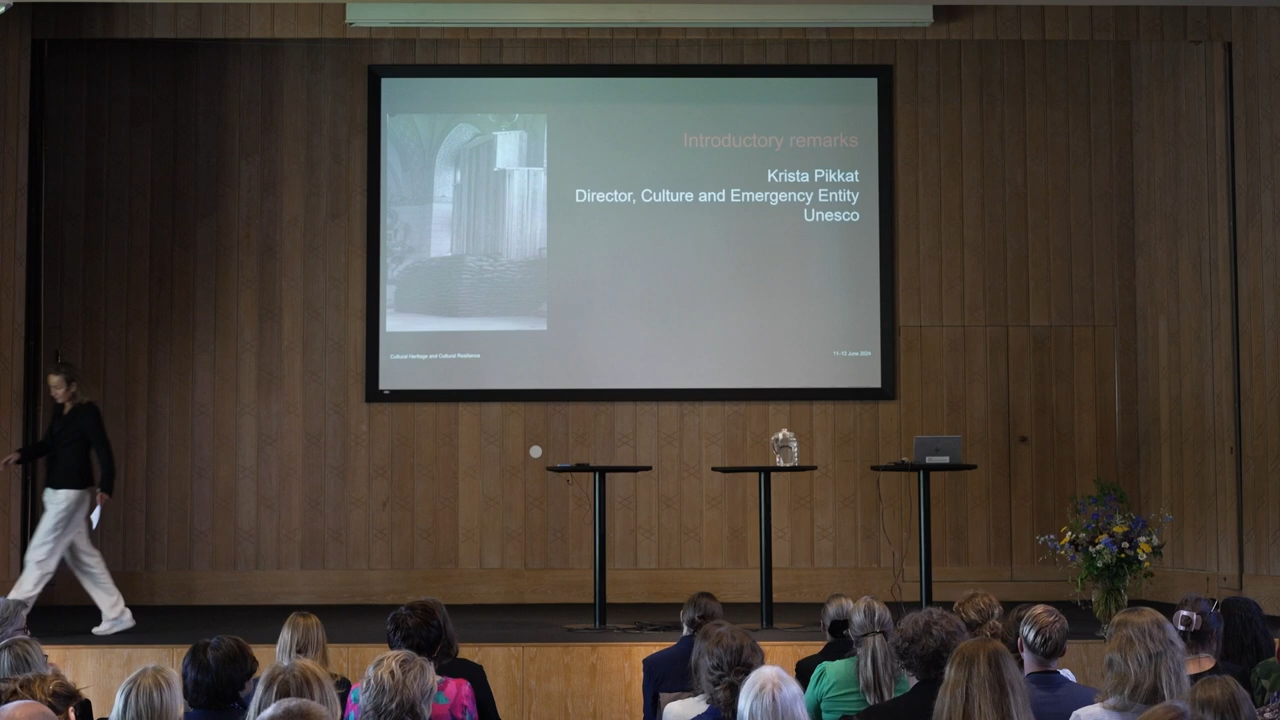 Introductory remarks
Krista Pikkat
Director, Culture and Emergency Entity
Unesco
Cultural Heritage and Cultural Resilience
11-12 June 2024